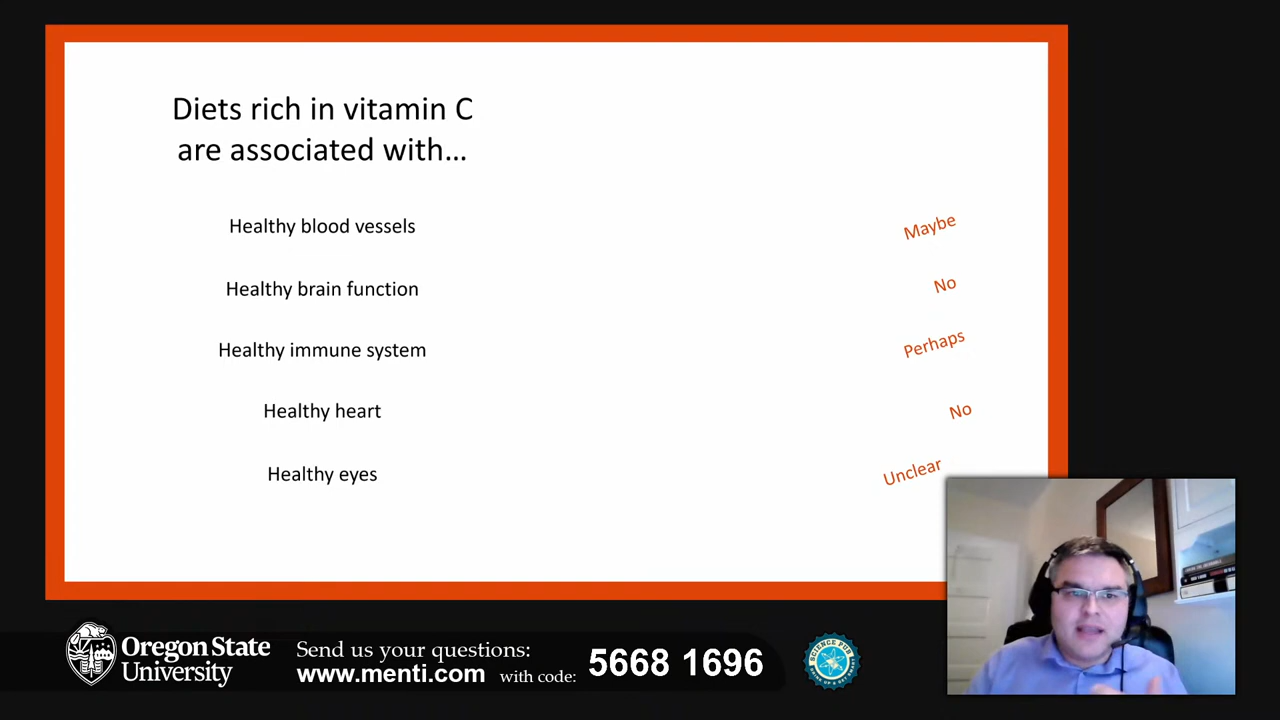 Diets rich in vitamin C
are associated with...
Healthy blood vessels
Maybe
Healthy brain function
No
Healthy immune system
Perhaps
Healthy heart
No
Healthy eyes
Unclear
Oregon State
University
Send us your questions:
www.menti.com with code:
5668 1696
SCIENCE PUB